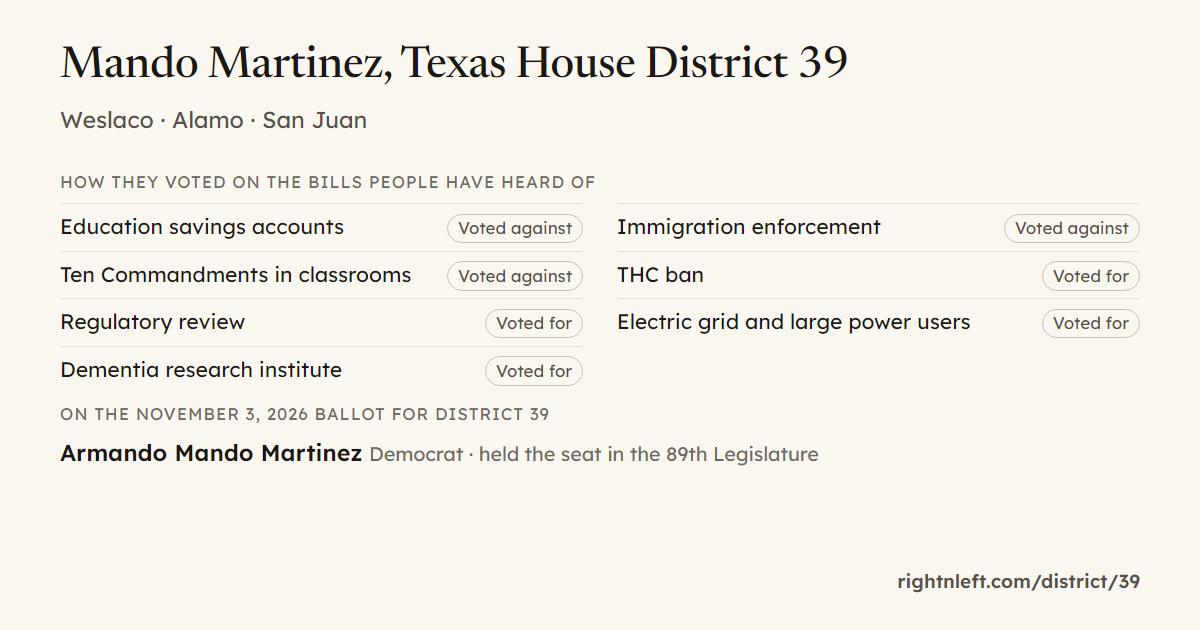 Mando Martinez, Texas House District 39
Weslaco · Alamo · San Juan
HOW THEY VOTED ON THE BILLS PEOPLE HAVE HEARD OF
Education savings accounts Voted against
Ten Commandments in classrooms Voted against
Regulatory review Voted for
Dementia research institute Voted for
Immigration enforcement Voted against
THC ban Voted for
Electric grid and large power users Voted for
ON THE NOVEMBER 3, 2026 BALLOT FOR DISTRICT 39
Armando Mando Martinez Democrat · held the seat in the 89th Legislature
rightnleft.com/district/39